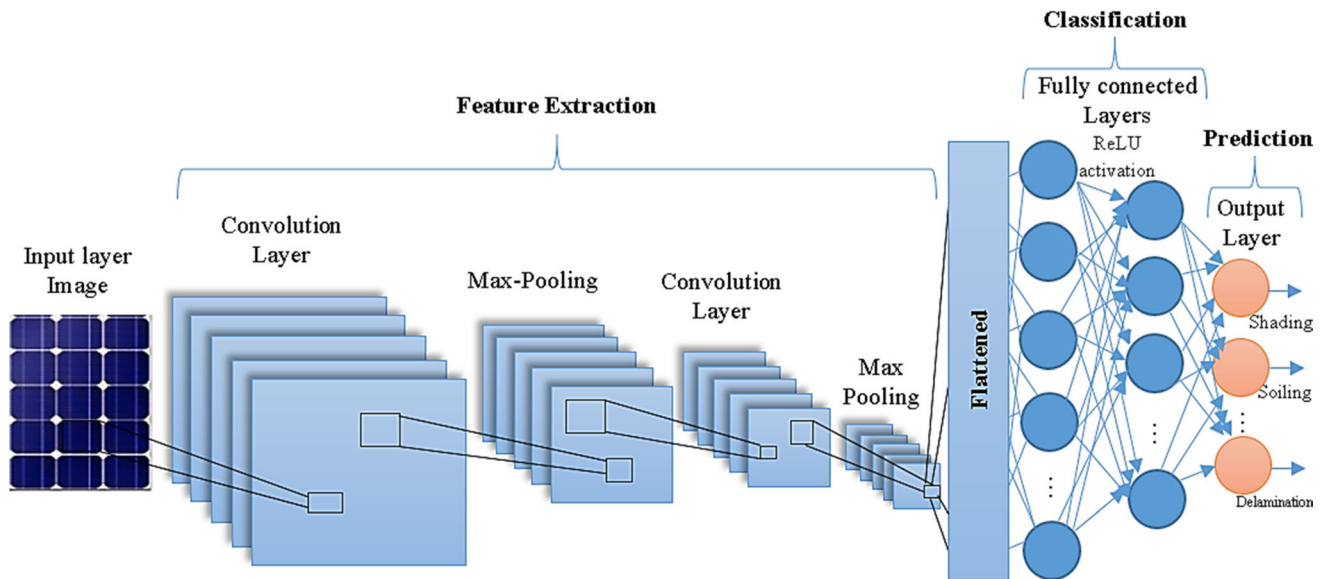 Classification
Fully connected
Layers
ReLU
activation
Feature Extraction
Prediction
Output
Layer
Convolution
Layer
Input layer
Image
Max-Pooling
Convolution
Layer
Max
Pooling
Flattened
Shading
Soiling
Delamination